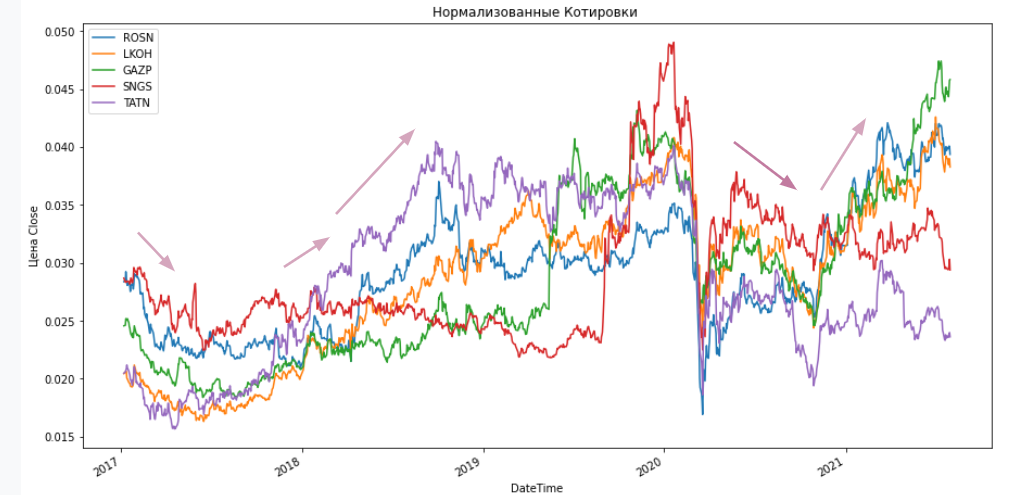 Нормализованные Котировки
ROSN
LKOH
GAZP
SNGS
TATN
Цена Close
0.050
0.045
0.040
0.035
0.030
0.025
0.020
0.015
2017
2018
2019
2020
2021
DateTime